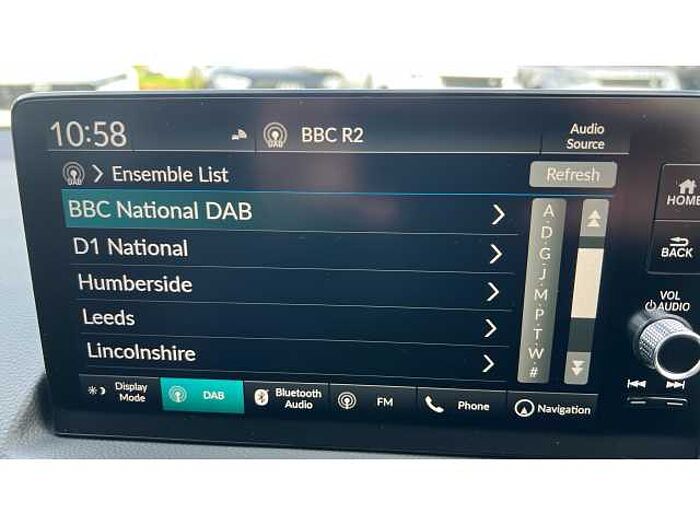 10:58
DAB
BBC R2
Audio
Source
Ensemble List
Refresh
BBC National DAB
D1 National
Humberside
Leeds
Lincolnshire
A
D
G
J
M
P
T
W
#
HOME
BACK
VOL
AUDIO
Display
Mode
DAB
Bluetooth
Audio
FM
Phone
Navigation